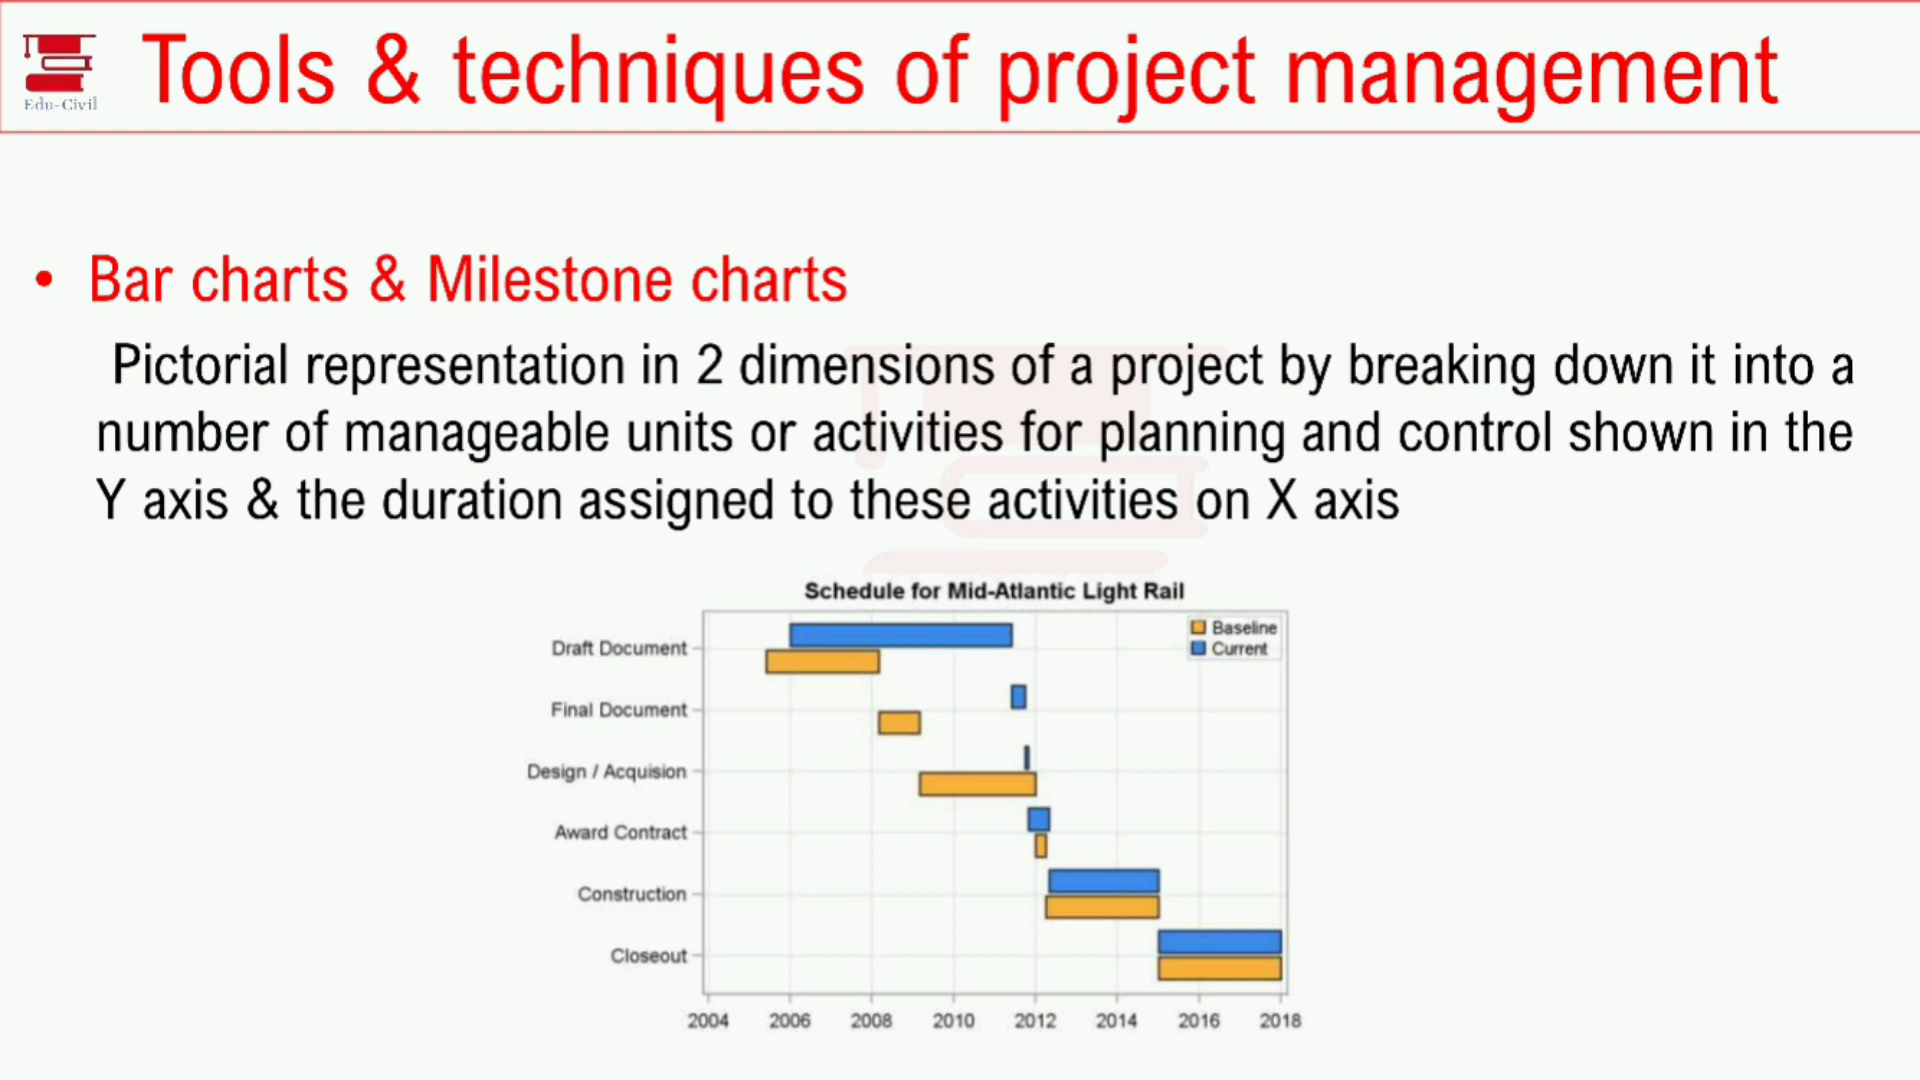 Edu-Civil
Tools & techniques of project management
• Bar charts & Milestone charts
Pictorial representation in 2 dimensions of a project by breaking down it into a
number of manageable units or activities for planning and control shown in the
Y axis & the duration assigned to these activities on X axis
Schedule for Mid-Atlantic Light Rail
Baseline
Current
Draft Document
Final Document
Design / Acquision
Award Contract
Construction
Closeout
2004 2006 2008 2010 2012 2014 2016 2018